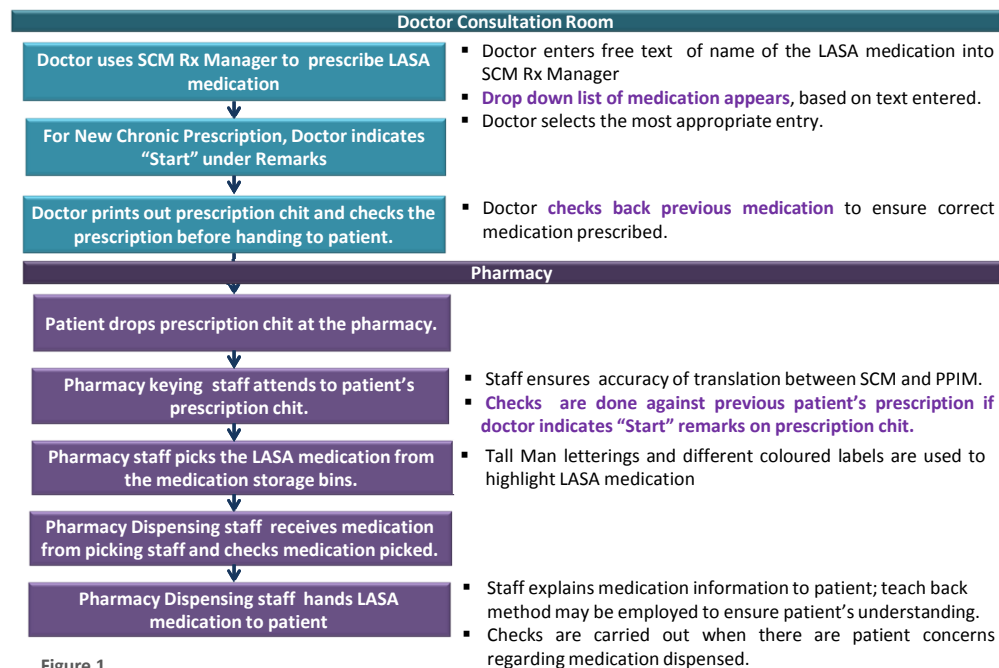 Doctor Consultation Room
Doctor uses SCM Rx Manager to prescribe LASA
medication
▪ Doctor enters free text of name of the LASA medication into
SCM Rx Manager
▪ Drop down list of medication appears, based on text entered.
▪ Doctor selects the most appropriate entry.
For New Chronic Prescription, Doctor indicates
“Start” under Remarks
Doctor prints out prescription chit and checks the
prescription before handing to patient.
▪ Doctor checks back previous medication to ensure correct
medication prescribed.
Pharmacy
Patient drops prescription chit at the pharmacy.
Pharmacy keying staff attends to patient’s
prescription chit.
▪ Staff ensures accuracy of translation between SCM and PPIM.
▪ Checks are done against previous patient’s prescription if
doctor indicates “Start” remarks on prescription chit.
Pharmacy staff picks the LASA medication from
the medication storage bins.
▪ Tall Man letterings and different coloured labels are used to
highlight LASA medication
Pharmacy Dispensing staff receives medication
from picking staff and checks medication picked.
Pharmacy Dispensing staff hands LASA
medication to patient
▪ Staff explains medication information to patient; teach back
method may be employed to ensure patient’s understanding.
▪ Checks are carried out when there are patient concerns
regarding medication dispensed.
Figure 1